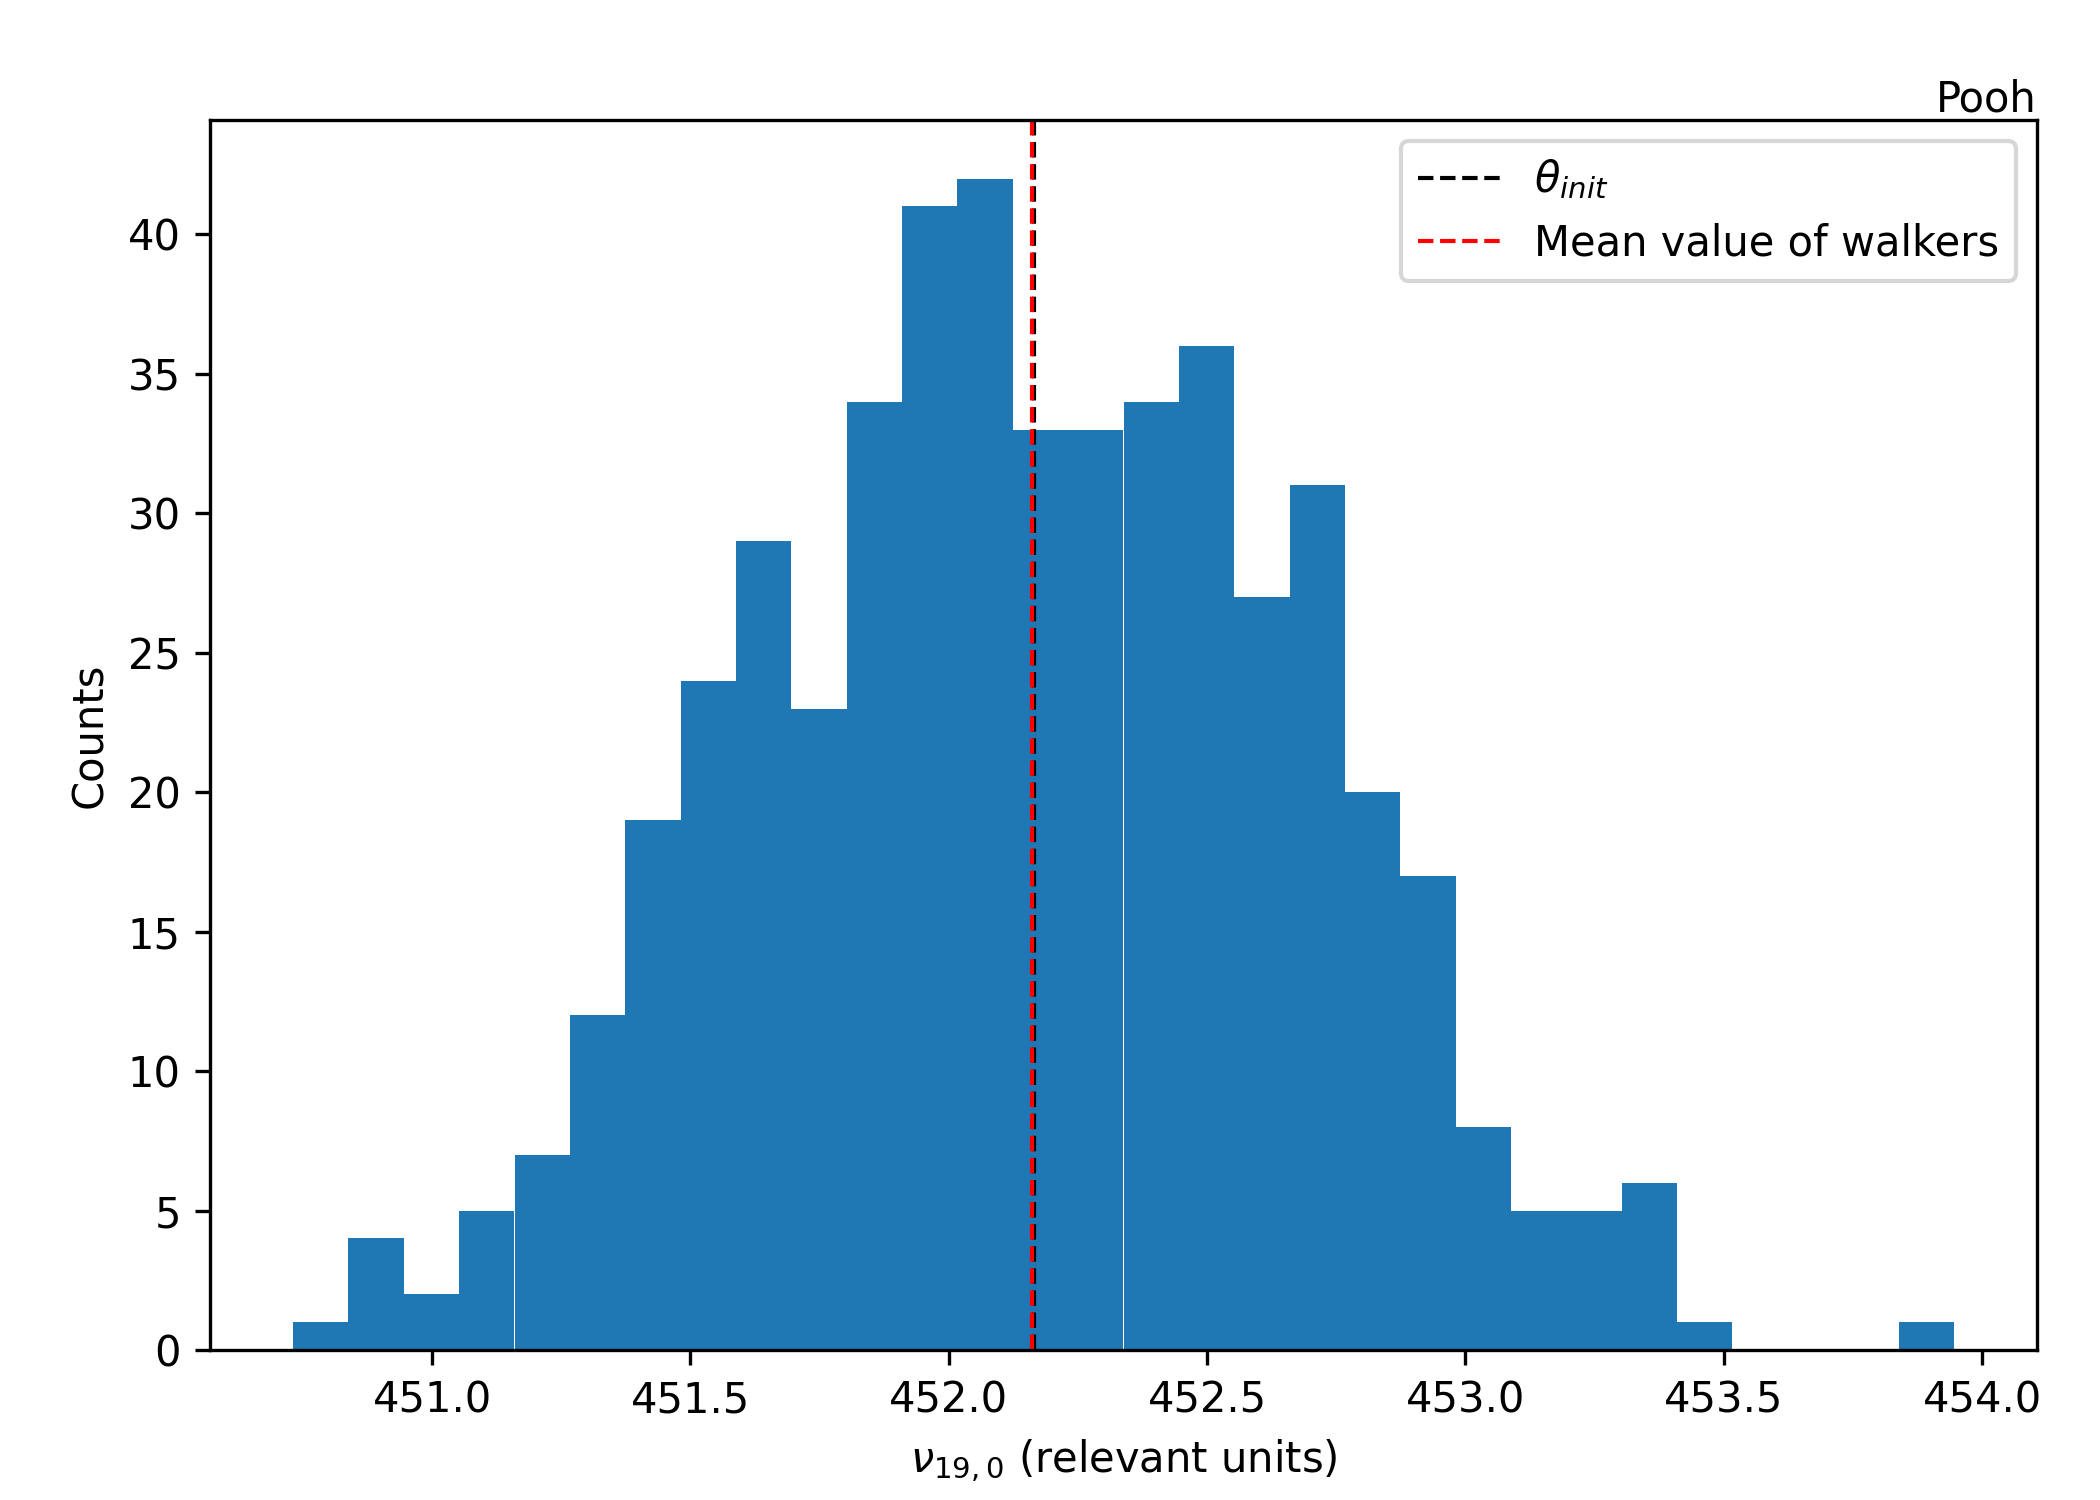 Pooh
θinit
Mean value of walkers
40
35
30
25
20
15
10
5
0
Counts
451.0 451.5 452.0 452.5 453.0 453.5 454.0
ν19, 0 (relevant units)